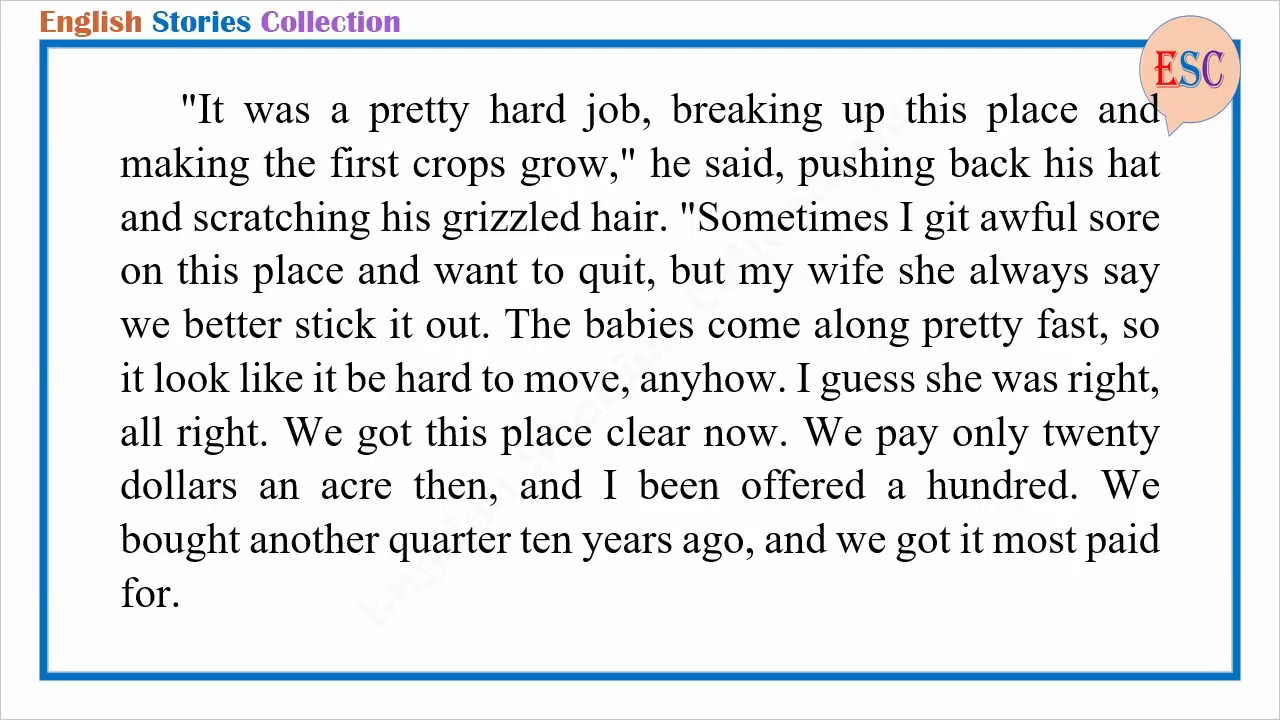 English Stories Collection
ESC
"It was a pretty hard job, breaking up this place and
making the first crops grow," he said, pushing back his hat
and scratching his grizzled hair. "Sometimes I git awful sore
on this place and want to quit, but my wife she always say
we better stick it out. The babies come along pretty fast, so
it look like it be hard to move, anyhow. I guess she was right,
all right. We got this place clear now. We pay only twenty
dollars an acre then, and I been offered a hundred. We
bought another quarter ten years ago, and we got it most paid
for.